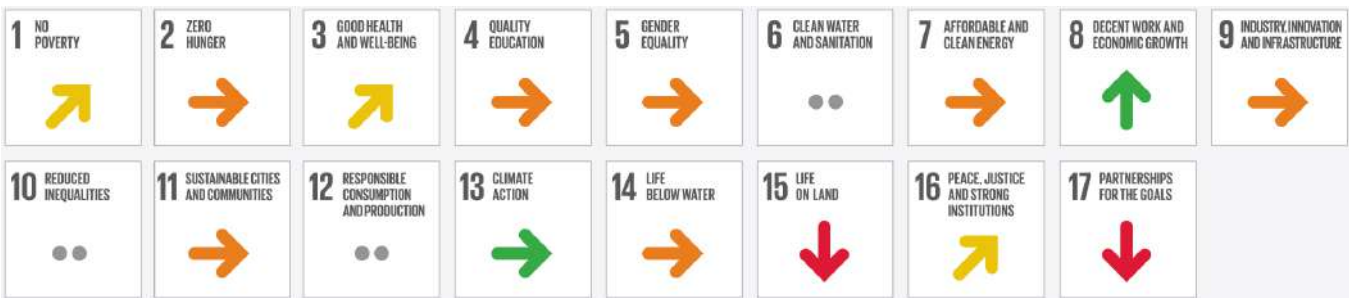 1 NO
POVERTY
2 ZERO
HUNGER
3 GOOD HEALTH
AND WELL-BEING
4 QUALITY
EDUCATION
5 GENDER
EQUALITY
6 CLEAN WATER
AND SANITATION
7 AFFORDABLE AND
CLEAN ENERGY
8 DECENT WORK AND
ECONOMIC GROWTH
9 INDUSTRY, INNOVATION
AND INFRASTRUCTURE
10 REDUCED
INEQUALITIES
11 SUSTAINABLE CITIES
AND COMMUNITIES
12 RESPONSIBLE
CONSUMPTION
AND PRODUCTION
13 CLIMATE
ACTION
14 LIFE
BELOW WATER
15 LIFE
ON LAND
16 PEACE, JUSTICE
AND STRONG
INSTITUTIONS
17 PARTNERSHIPS
FOR THE GOALS